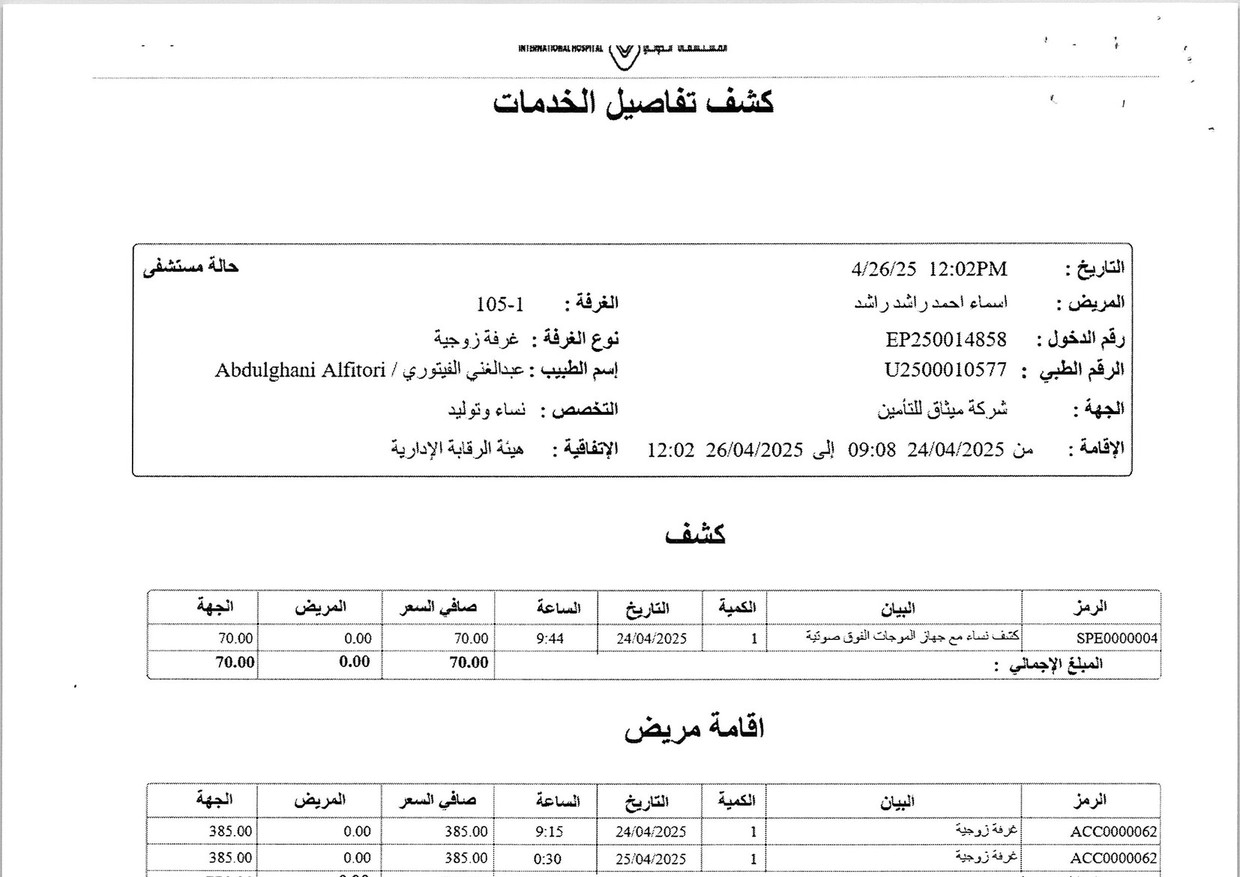 INTERNATIONAL HOSPITAL
كشف تفاصيل الخدمات
التاريخ : 4/26/25 12:02PM حالة مستشفى
المريض : اسماء احمد راشد راشد الغرفة : 105-1
رقم الدخول : EP250014858 نوع الغرفة : غرفة زوجية
الرقم الطبي : U2500010577 إسم الطبيب : عبدالغني الفيتوري / Abdulghani Alfitori
الجهة : شركة ميثاق للتأمين التخصص : نساء وتوليد
الإقامة : من 24/04/2025 09:08 إلى 26/04/2025 12:02 الإتفاقية : هيئة الرقابة الإدارية
كشف
الرمز البيان الكمية التاريخ الساعة صافي السعر المريض الجهة
SPE0000004 كشف نساء مع جهاز الموجات الفوق صوتية 1 24/04/2025 9:44 70.00 0.00 70.00
المبلغ الإجمالي : 70.00 0.00 70.00
اقامة مريض
الرمز البيان الكمية التاريخ الساعة صافي السعر المريض الجهة
ACC0000062 غرفة زوجية 1 24/04/2025 9:15 385.00 0.00 385.00
ACC0000062 غرفة زوجية 1 25/04/2025 0:30 385.00 0.00 385.00